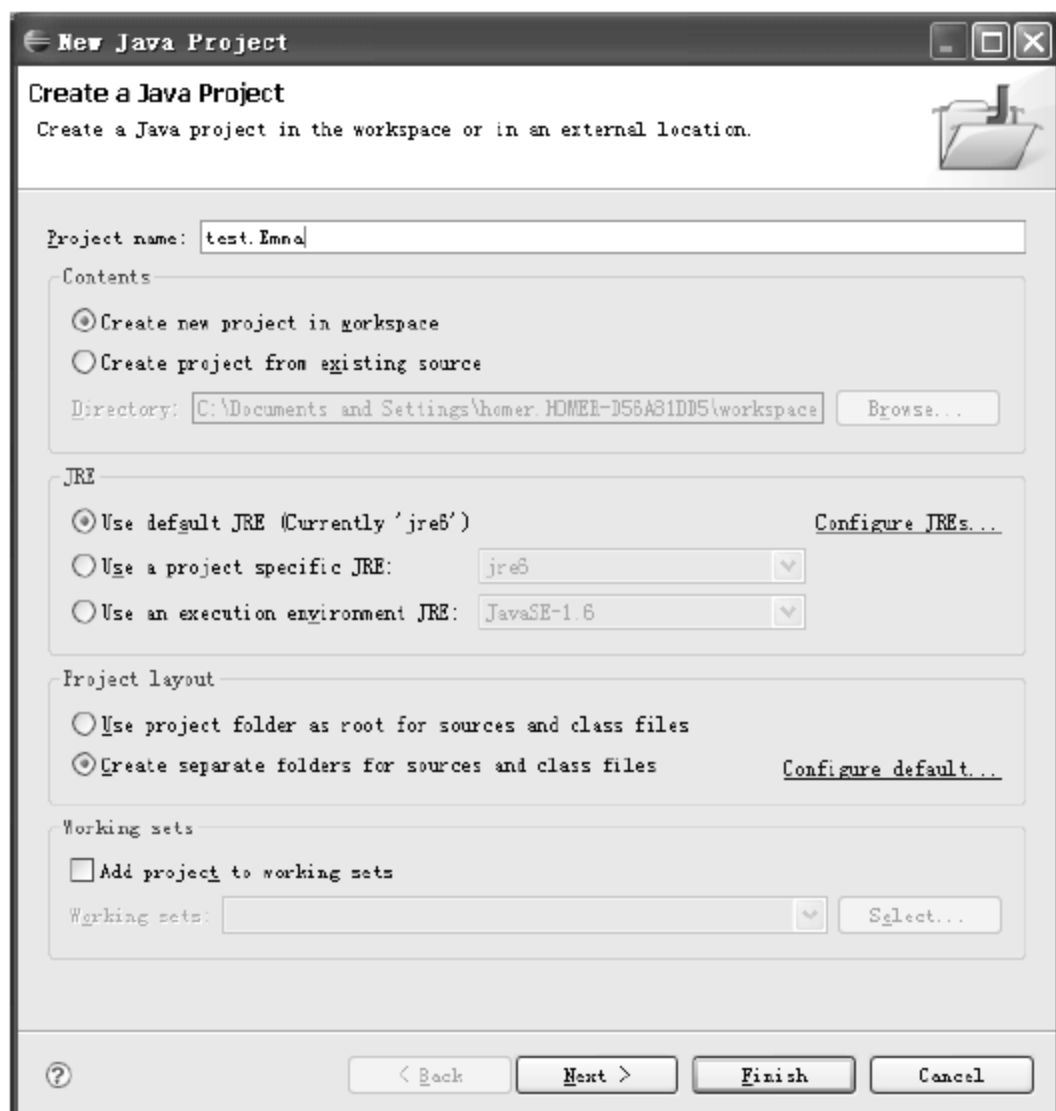 New Java Project
Create a Java Project
Create a Java project in the workspace or in an external location.
Project name: test.Emna
Contents
Create new project in workspace
Create project from existing source
Directory: C:\Documents and Settings\homer.HOMER-D56A81DD5\workspace Browse...
JRE
Use default JRE (Currently 'jre6') Configure JREs...
Use a project specific JRE: jre6
Use an execution environment JRE: JavaSE-1.6
Project layout
Use project folder as root for sources and class files
Create separate folders for sources and class files Configure default...
Working sets
Add project to working sets
Working sets: Select...
? < Back Next > Finish Cancel